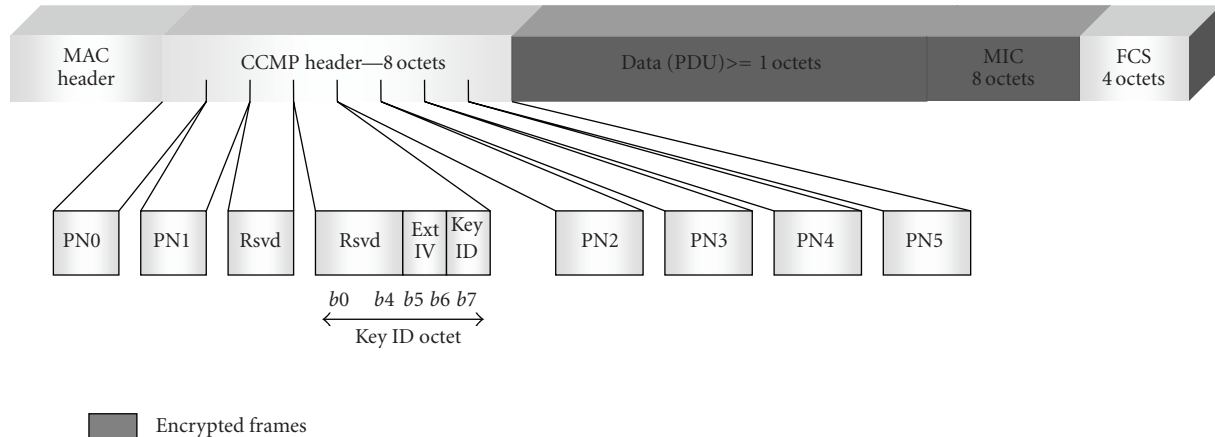 MAC
header
CCMP header—8 octets
Data (PDU)>= 1 octets
MIC
8 octets
FCS
4 octets
PN0
PN1
Rsvd
Rsvd
Ext
IV
Key
ID
PN2
PN3
PN4
PN5
b0 b4 b5 b6 b7
Key ID octet
Encrypted frames